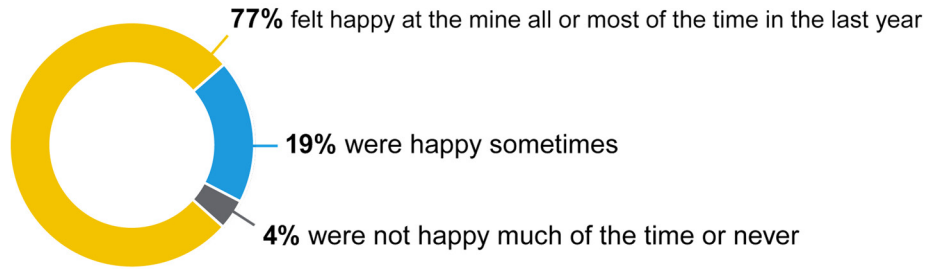 77% felt happy at the mine all or most of the time in the last year
19% were happy sometimes
4% were not happy much of the time or never